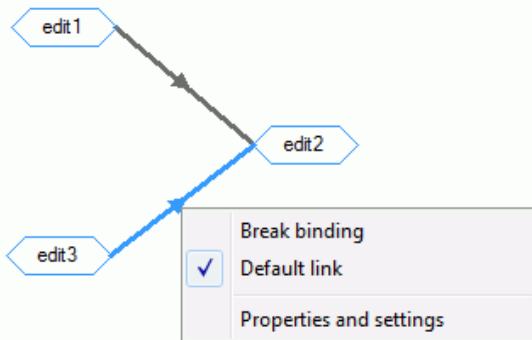 edit1
edit2
edit3
Break binding
Default link
Properties and settings